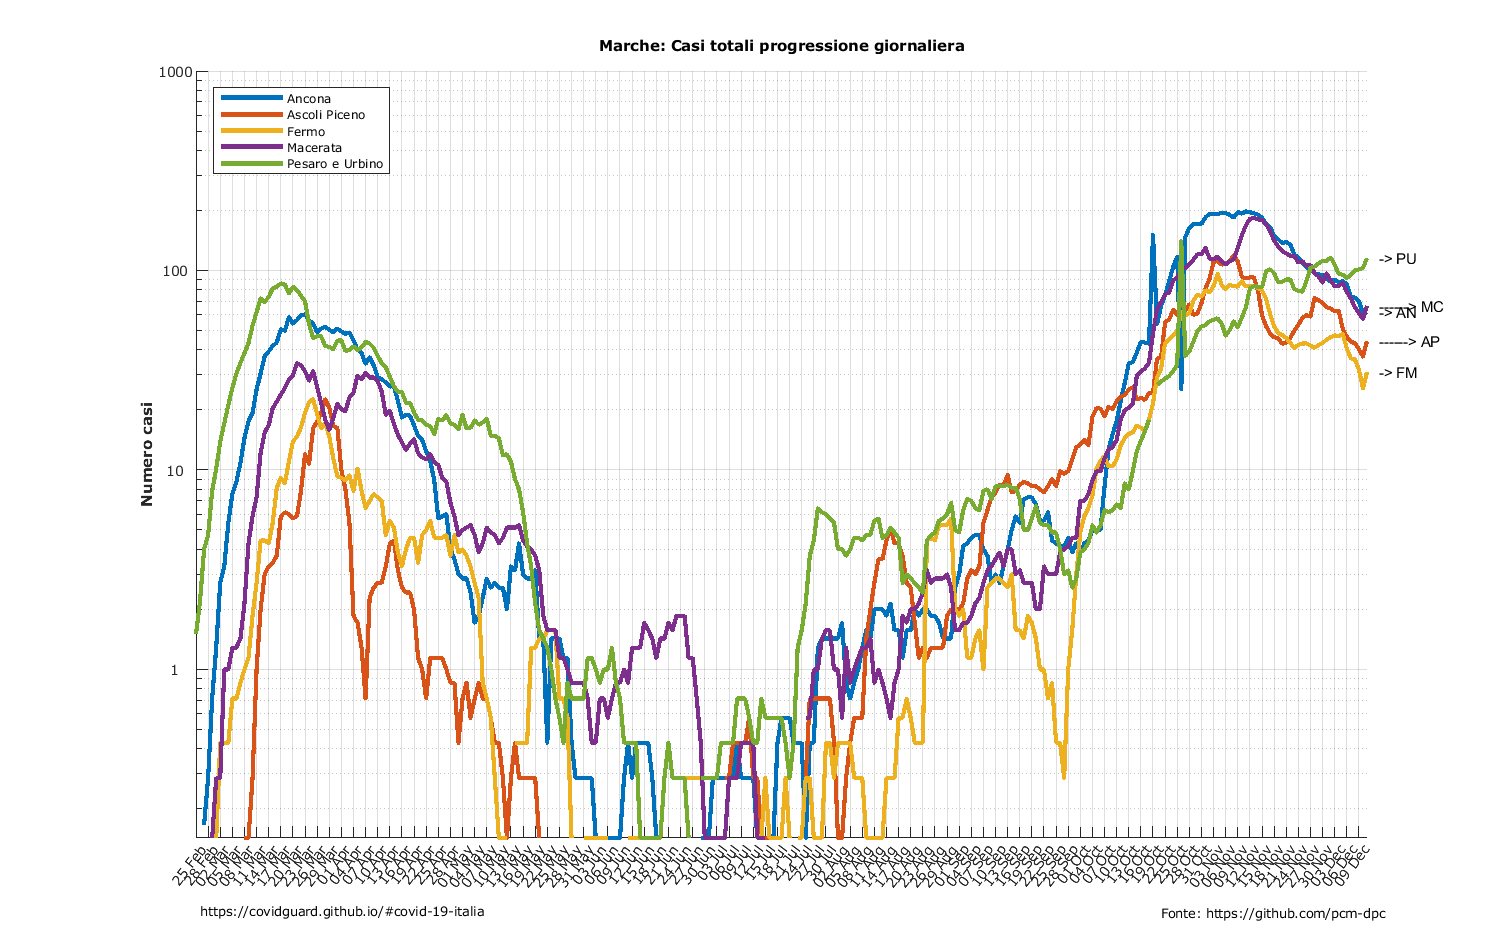 Marche: Casi totali progressione giornaliera
1000
100
10
1
Numero casi
Ancona
Ascoli Piceno
Fermo
Macerata
Pesaro e Urbino
-> PU
------> MC
-> AN
------> AP
-> FM
25 Feb
28 Feb
02 Mar
05 Mar
08 Mar
11 Mar
14 Mar
17 Mar
20 Mar
23 Mar
26 Mar
29 Mar
01 Apr
04 Apr
07 Apr
10 Apr
13 Apr
16 Apr
19 Apr
22 Apr
25 Apr
28 Apr
01 May
04 May
07 May
10 May
13 May
16 May
19 May
22 May
25 May
28 May
31 May
03 Jun
06 Jun
09 Jun
12 Jun
15 Jun
18 Jun
21 Jun
24 Jun
27 Jun
30 Jun
03 Jul
06 Jul
09 Jul
12 Jul
15 Jul
18 Jul
21 Jul
24 Jul
27 Jul
30 Jul
02 Aug
05 Aug
08 Aug
11 Aug
14 Aug
17 Aug
20 Aug
23 Aug
26 Aug
29 Aug
01 Sep
04 Sep
07 Sep
10 Sep
13 Sep
16 Sep
19 Sep
22 Sep
25 Sep
28 Sep
01 Oct
04 Oct
07 Oct
10 Oct
13 Oct
16 Oct
19 Oct
22 Oct
25 Oct
28 Oct
31 Oct
03 Nov
06 Nov
09 Nov
12 Nov
15 Nov
18 Nov
21 Nov
24 Nov
27 Nov
30 Nov
03 Dec
06 Dec
09 Dec
https://covidguard.github.io/#covid-19-italia
Fonte: https://github.com/pcm-dpc